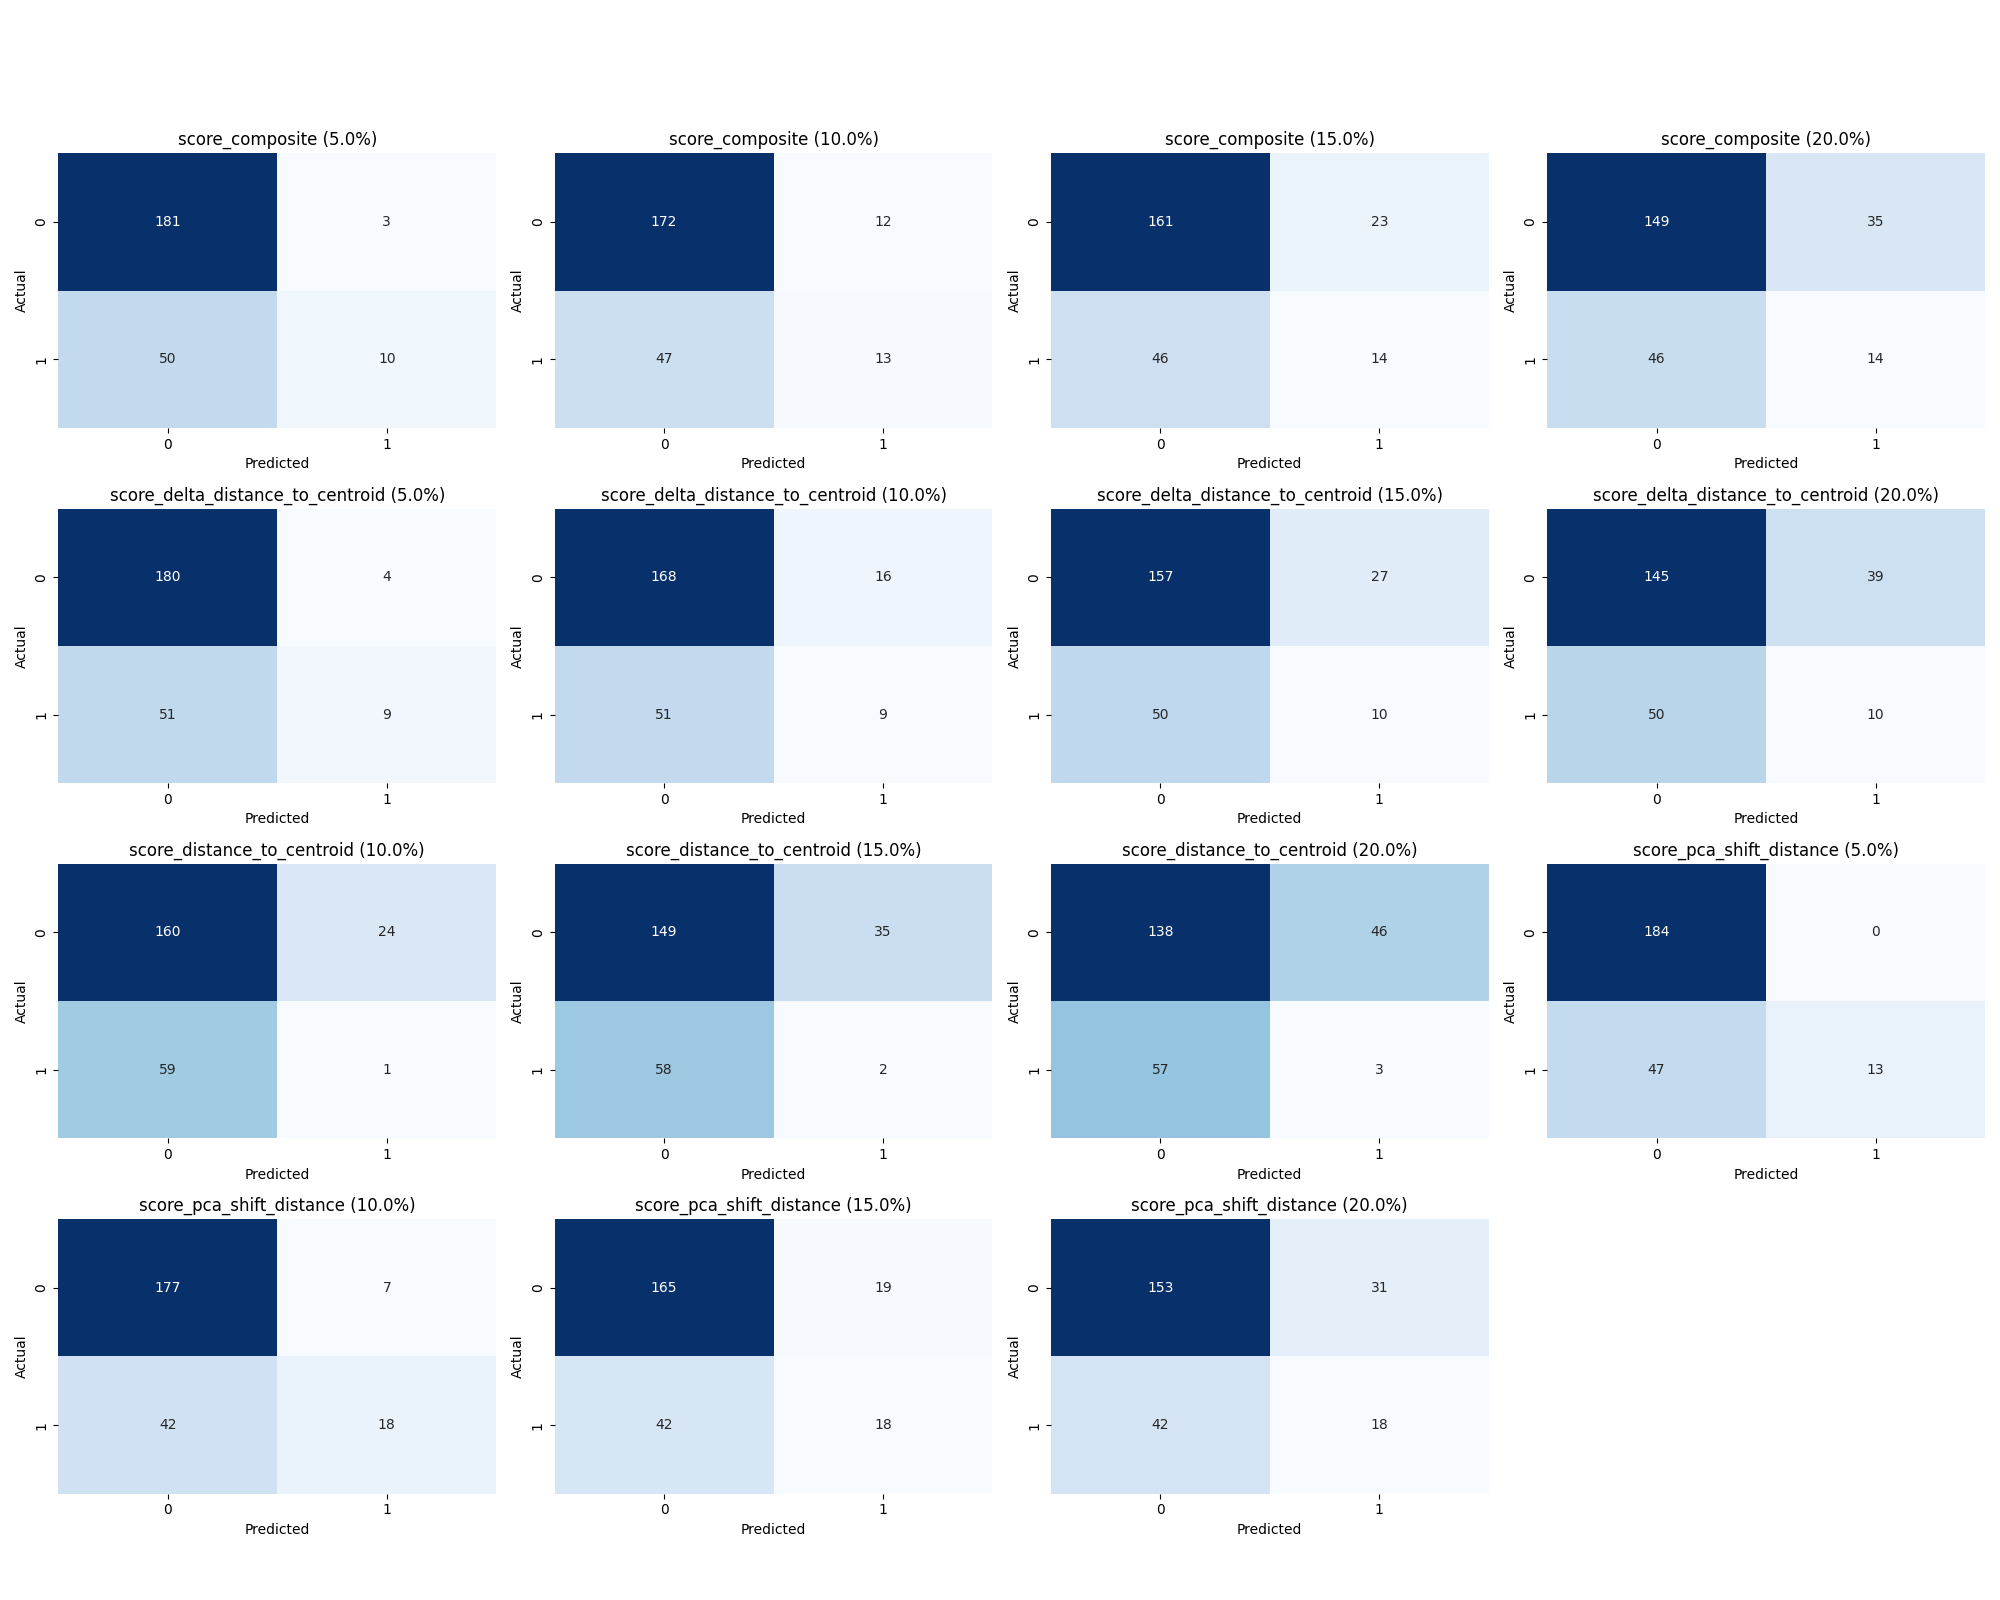 score_composite (5.0%)
0
181
3
Actual
1
50
10
0
1
Predicted
score_composite (10.0%)
0
172
12
Actual
1
47
13
0
1
Predicted
score_composite (15.0%)
0
161
23
Actual
1
46
14
0
1
Predicted
score_composite (20.0%)
0
149
35
Actual
1
46
14
0
1
Predicted
score_delta_distance_to_centroid (5.0%)
0
180
4
Actual
1
51
9
0
1
Predicted
score_delta_distance_to_centroid (10.0%)
0
168
16
Actual
1
51
9
0
1
Predicted
score_delta_distance_to_centroid (15.0%)
0
157
27
Actual
1
50
10
0
1
Predicted
score_delta_distance_to_centroid (20.0%)
0
145
39
Actual
1
50
10
0
1
Predicted
score_distance_to_centroid (10.0%)
0
160
24
Actual
1
59
1
0
1
Predicted
score_distance_to_centroid (15.0%)
0
149
35
Actual
1
58
2
0
1
Predicted
score_distance_to_centroid (20.0%)
0
138
46
Actual
1
57
3
0
1
Predicted
score_pca_shift_distance (5.0%)
0
184
0
Actual
1
47
13
0
1
Predicted
score_pca_shift_distance (10.0%)
0
177
7
Actual
1
42
18
0
1
Predicted
score_pca_shift_distance (15.0%)
0
165
19
Actual
1
42
18
0
1
Predicted
score_pca_shift_distance (20.0%)
0
153
31
Actual
1
42
18
0
1
Predicted